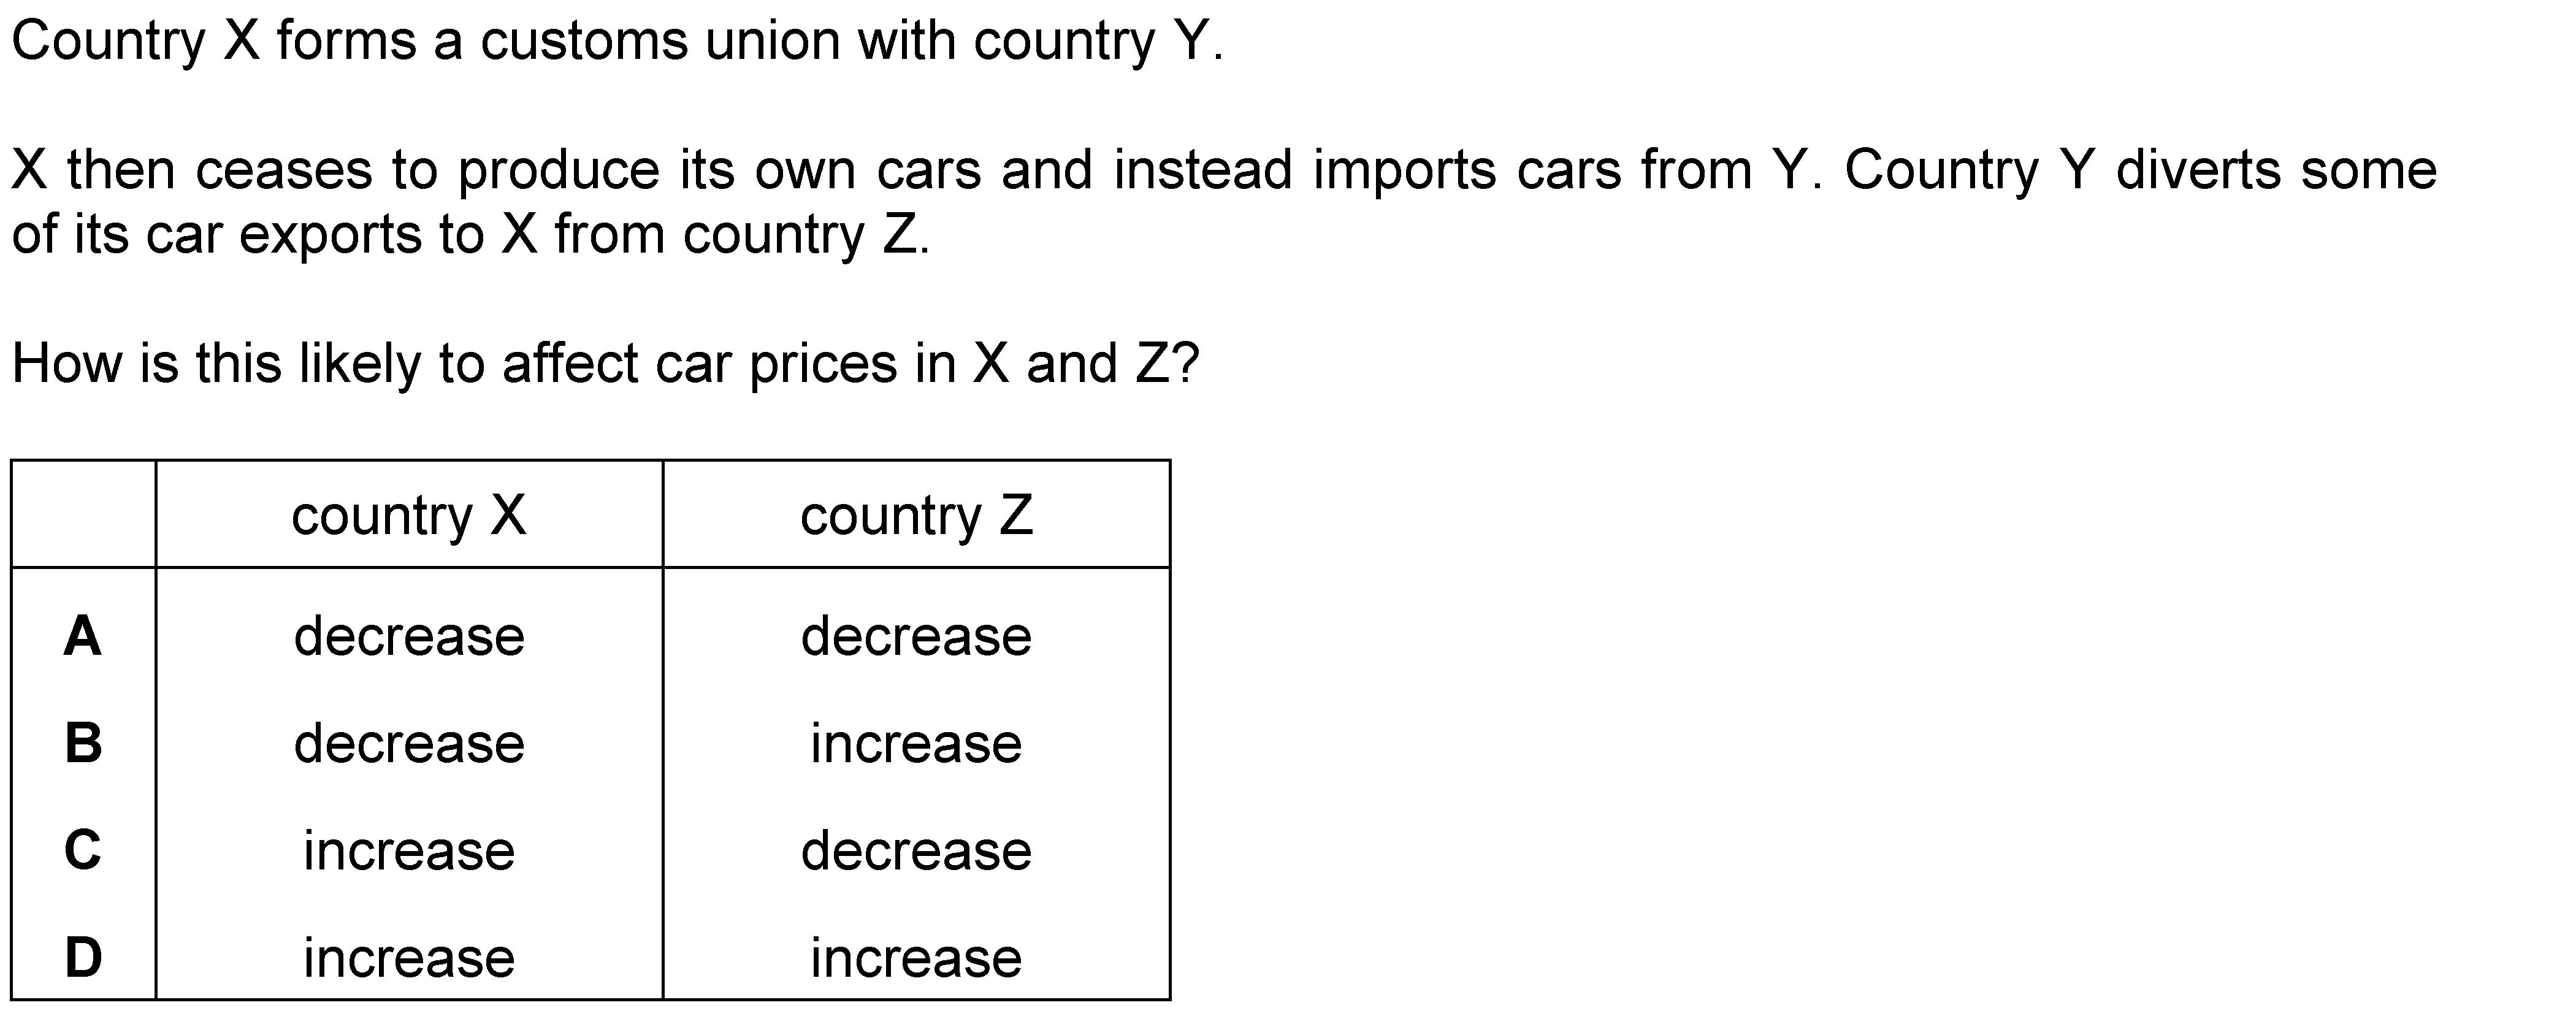 Country X forms a customs union with country Y.
X then ceases to produce its own cars and instead imports cars from Y. Country Y diverts some
of its car exports to X from country Z.
How is this likely to affect car prices in X and Z?
country X country Z
A decrease decrease
B decrease increase
C increase decrease
D increase increase